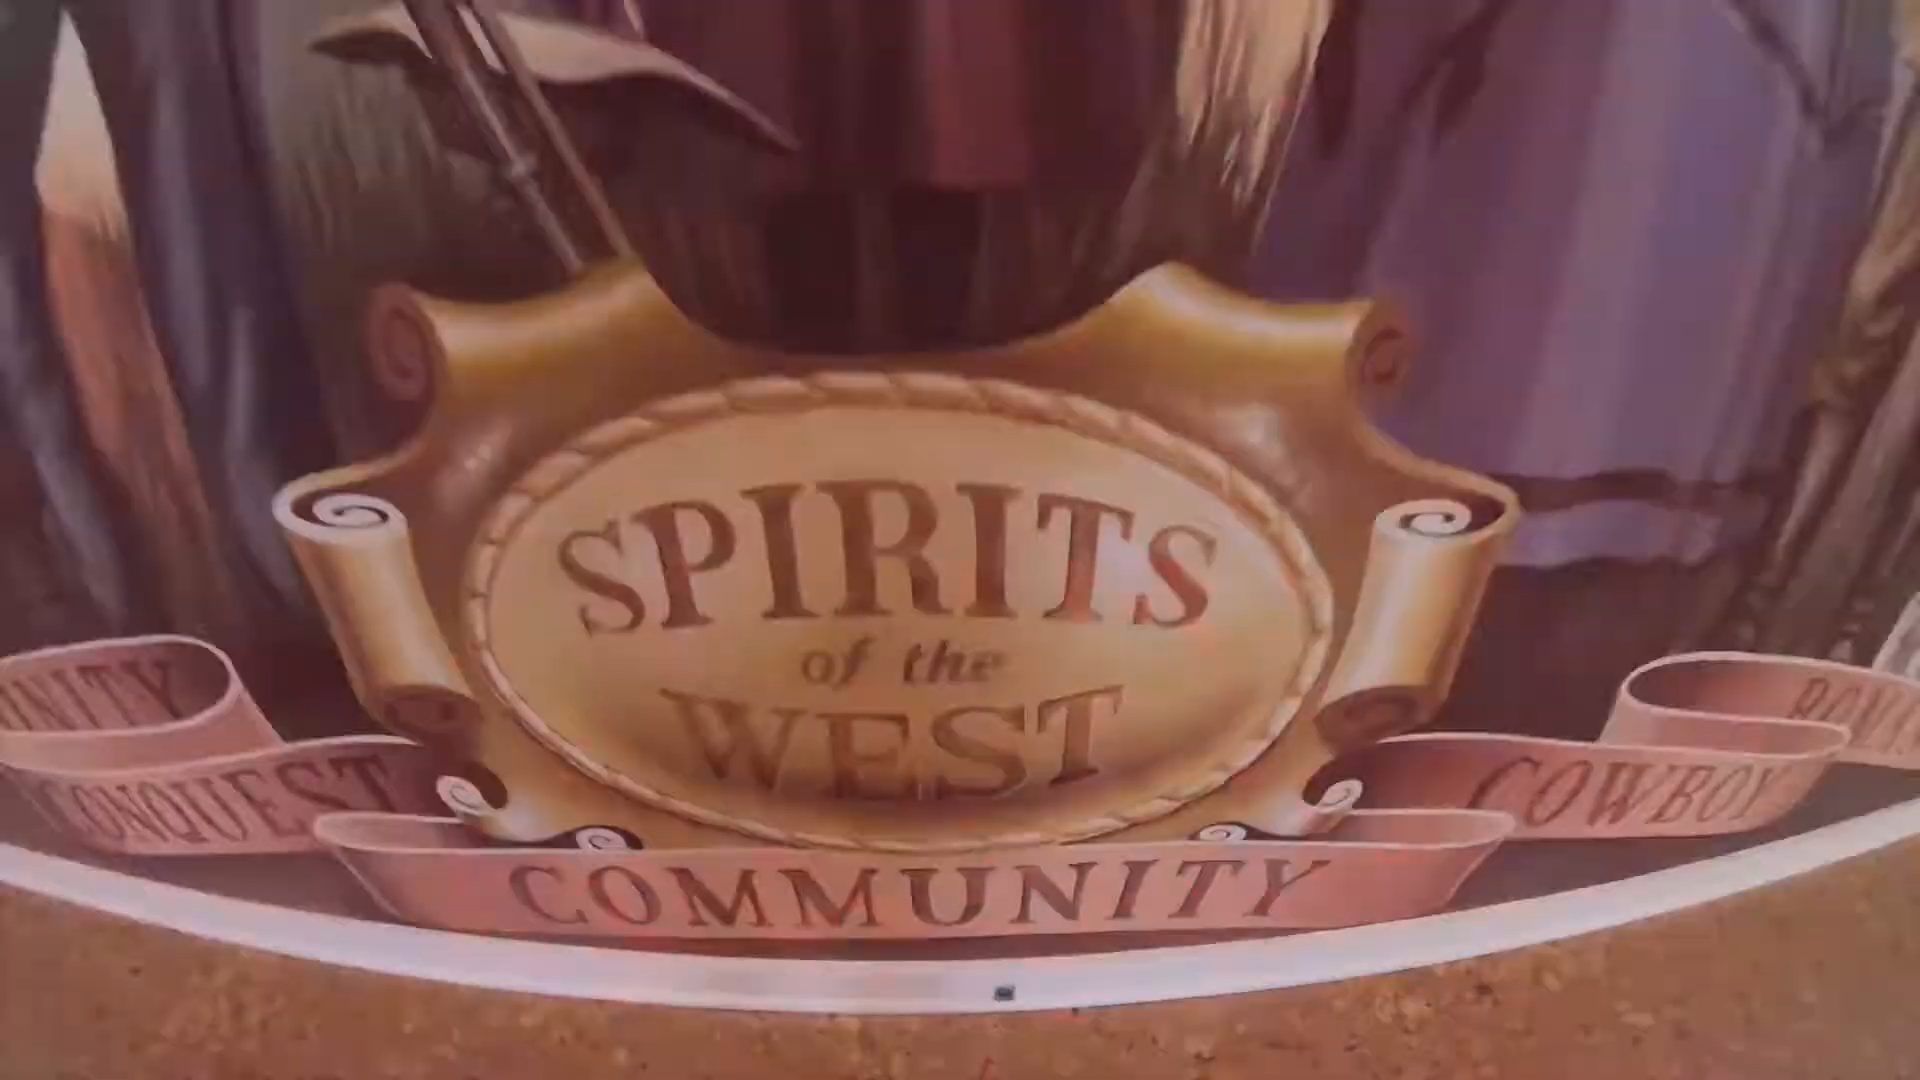 SPIRITS
of the
WEST
CONQUEST
COMMUNITY
COWBOY